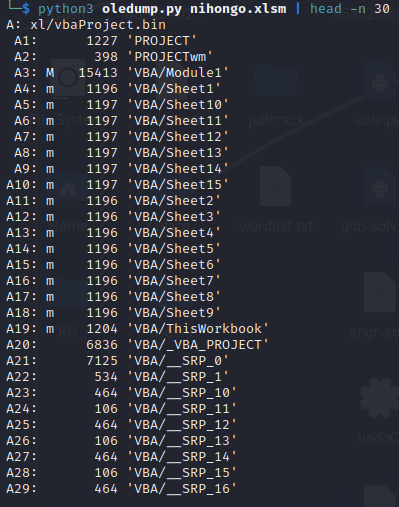 └─$ python3 oledump.py nihongo.xlsm | head -n 30
A: xl/vbaProject.bin
A1: 1227 'PROJECT'
A2: 398 'PROJECTwm'
A3: M 15413 'VBA/Module1'
A4: m 1196 'VBA/Sheet1'
A5: m 1197 'VBA/Sheet10'
A6: m 1197 'VBA/Sheet11'
A7: m 1197 'VBA/Sheet12'
A8: m 1197 'VBA/Sheet13'
A9: m 1197 'VBA/Sheet14'
A10: m 1197 'VBA/Sheet15'
A11: m 1196 'VBA/Sheet2'
A12: m 1196 'VBA/Sheet3'
A13: m 1196 'VBA/Sheet4'
A14: m 1196 'VBA/Sheet5'
A15: m 1196 'VBA/Sheet6'
A16: m 1196 'VBA/Sheet7'
A17: m 1196 'VBA/Sheet8'
A18: m 1196 'VBA/Sheet9'
A19: m 1204 'VBA/ThisWorkbook'
A20: 6836 'VBA/_VBA_PROJECT'
A21: 7125 'VBA/__SRP_0'
A22: 534 'VBA/__SRP_1'
A23: 464 'VBA/__SRP_10'
A24: 106 'VBA/__SRP_11'
A25: 464 'VBA/__SRP_12'
A26: 106 'VBA/__SRP_13'
A27: 464 'VBA/__SRP_14'
A28: 106 'VBA/__SRP_15'
A29: 464 'VBA/__SRP_16'
pdfcrack
wordlist.txt